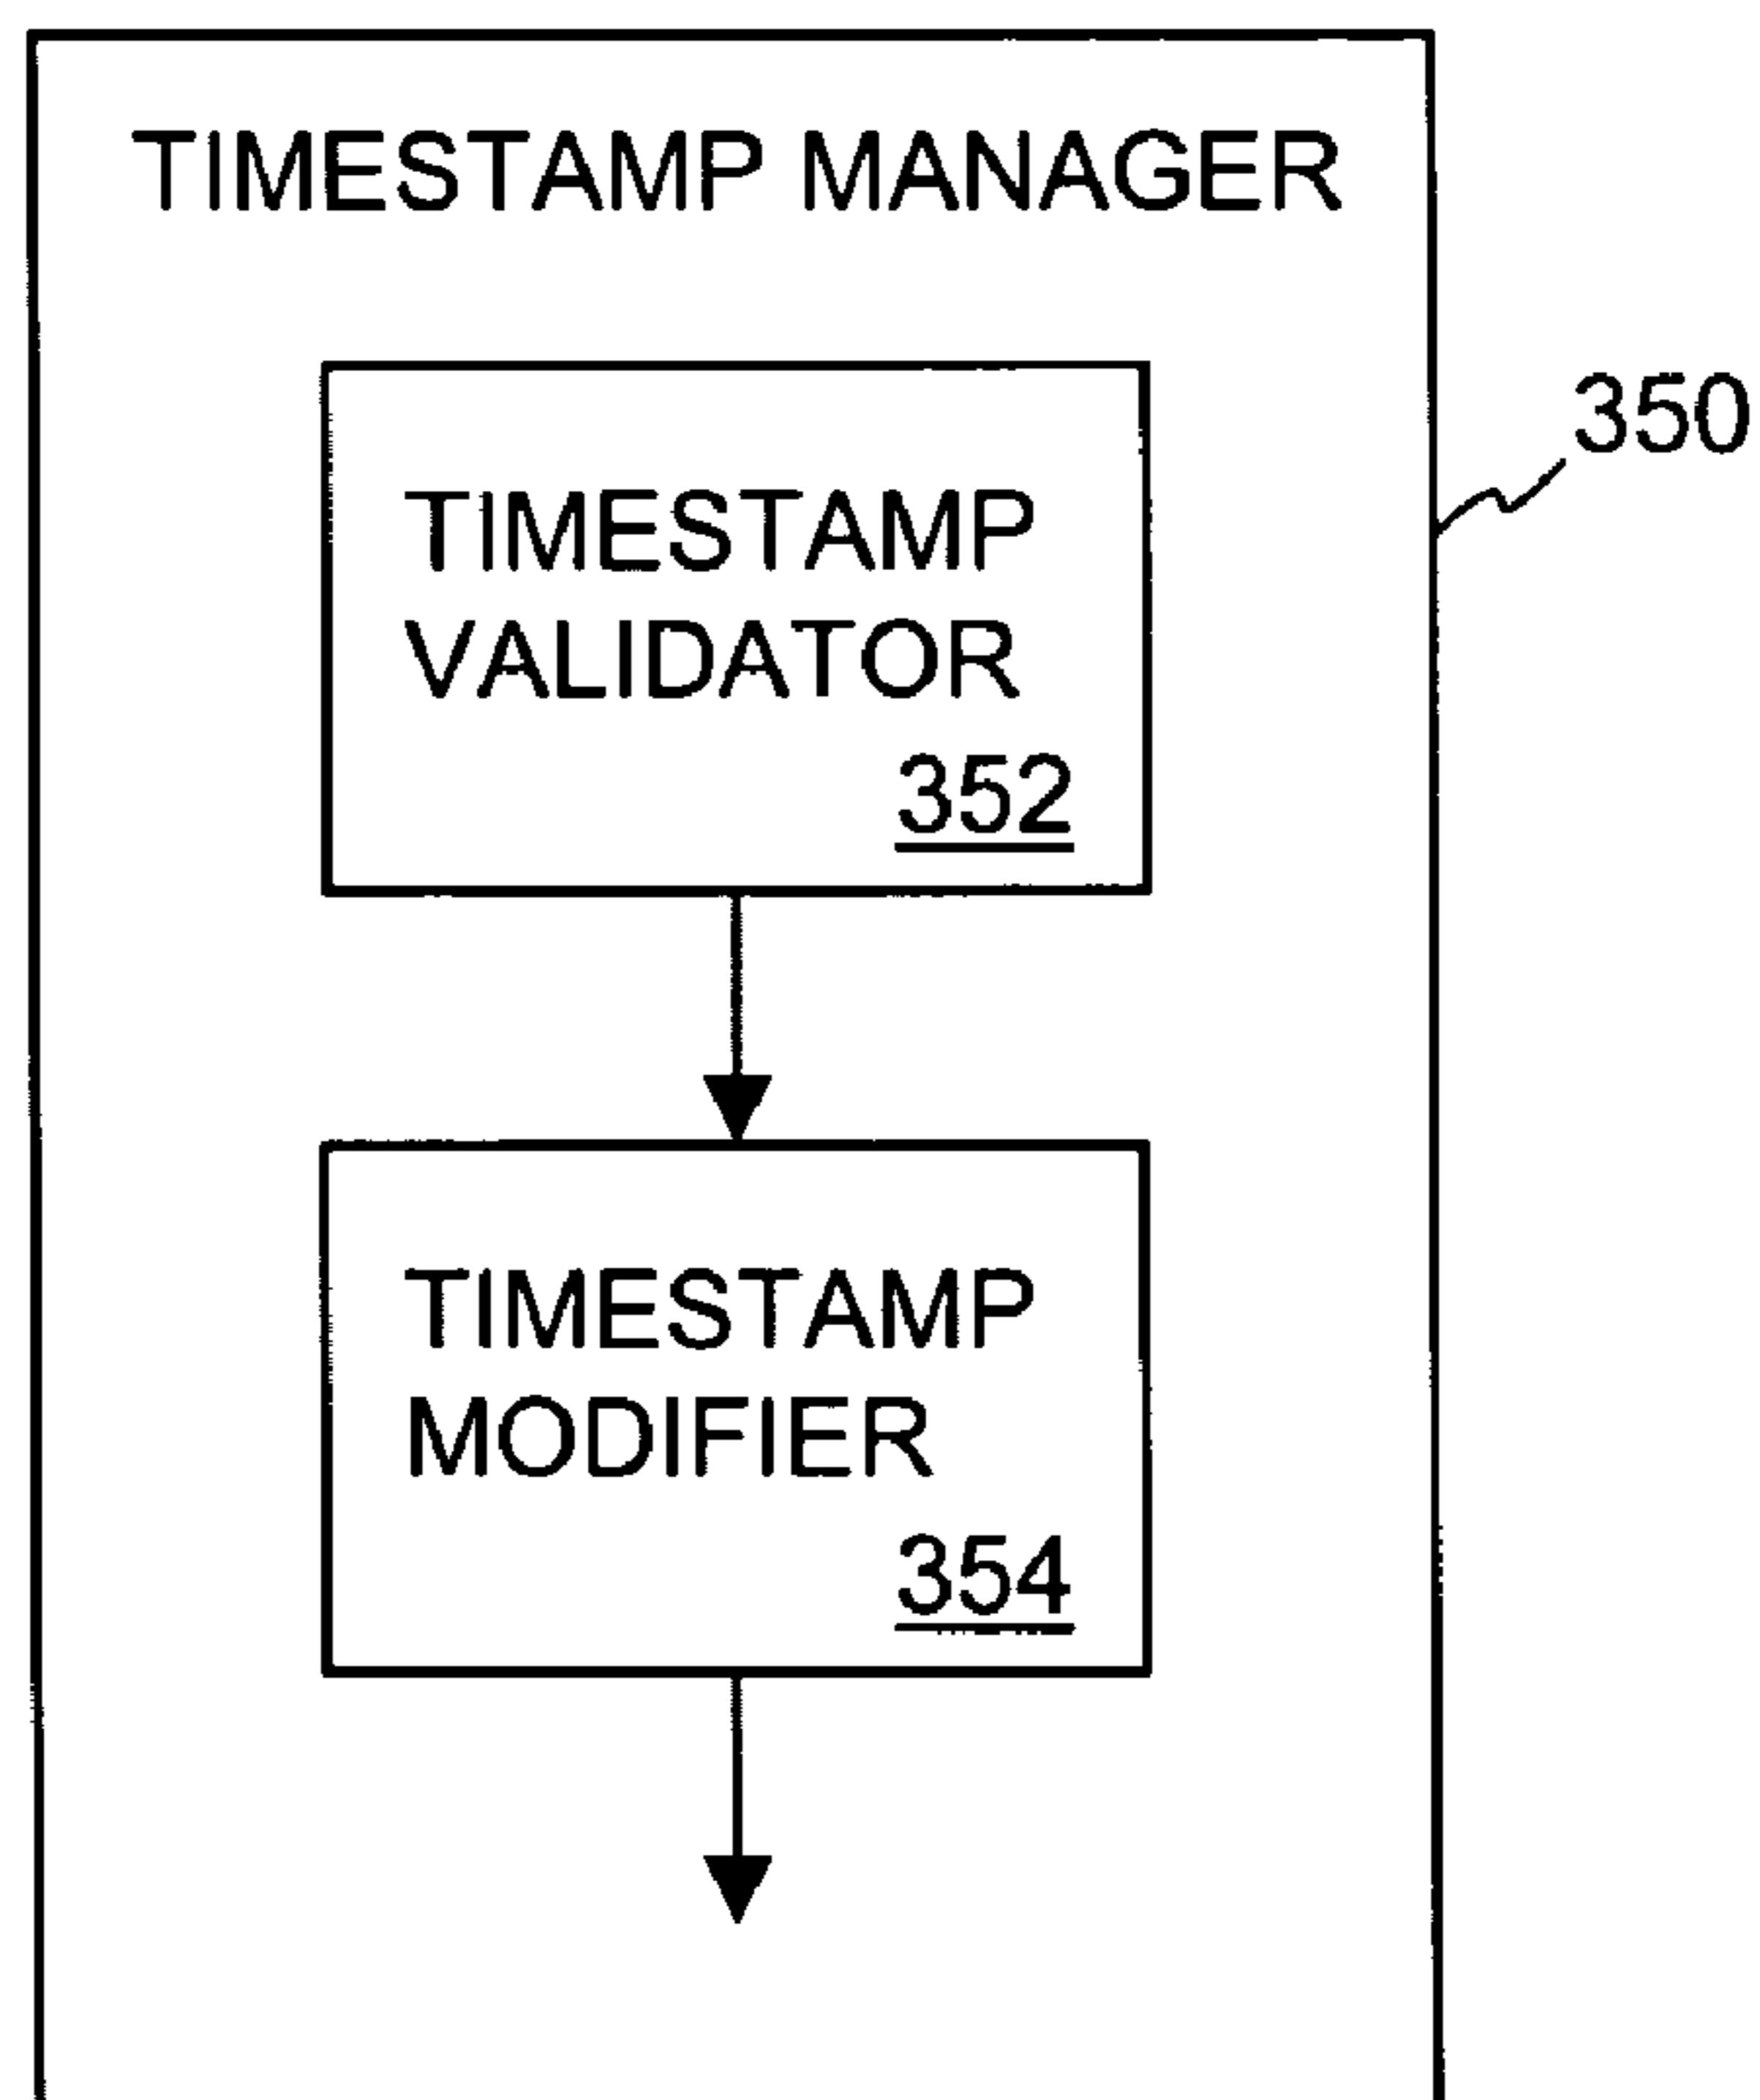 TIMESTAMP MANAGER
350
TIMESTAMP
VALIDATOR
352
TIMESTAMP
MODIFIER
354